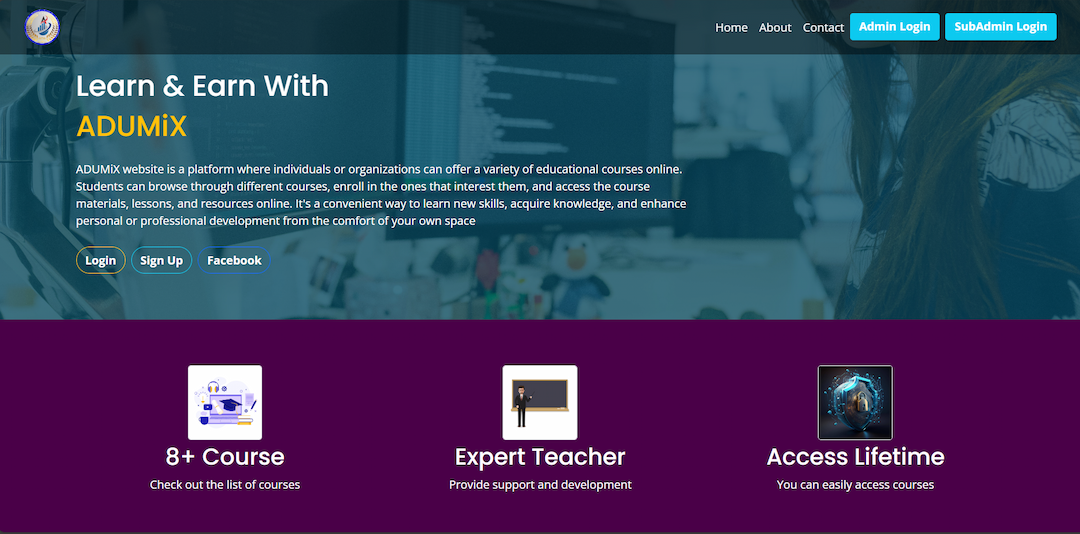 Home About Contact Admin Login SubAdmin Login
Learn & Earn With
ADUMiX
ADUMiX website is a platform where individuals or organizations can offer a variety of educational courses online.
Students can browse through different courses, enroll in the ones that interest them, and access the course
materials, lessons, and resources online. It's a convenient way to learn new skills, acquire knowledge, and enhance
personal or professional development from the comfort of your own space
Login Sign Up Facebook
8+ Course Expert Teacher Access Lifetime
Check out the list of courses Provide support and development You can easily access courses